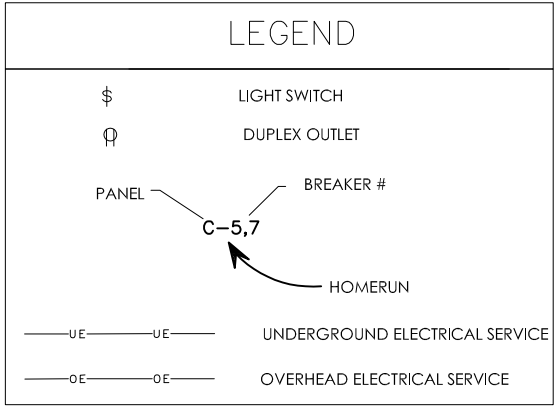 LEGEND
$ LIGHT SWITCH
DUPLEX OUTLET
PANEL BREAKER #
C-5,7
HOMERUN
UE UE UNDERGROUND ELECTRICAL SERVICE
OE OE OVERHEAD ELECTRICAL SERVICE